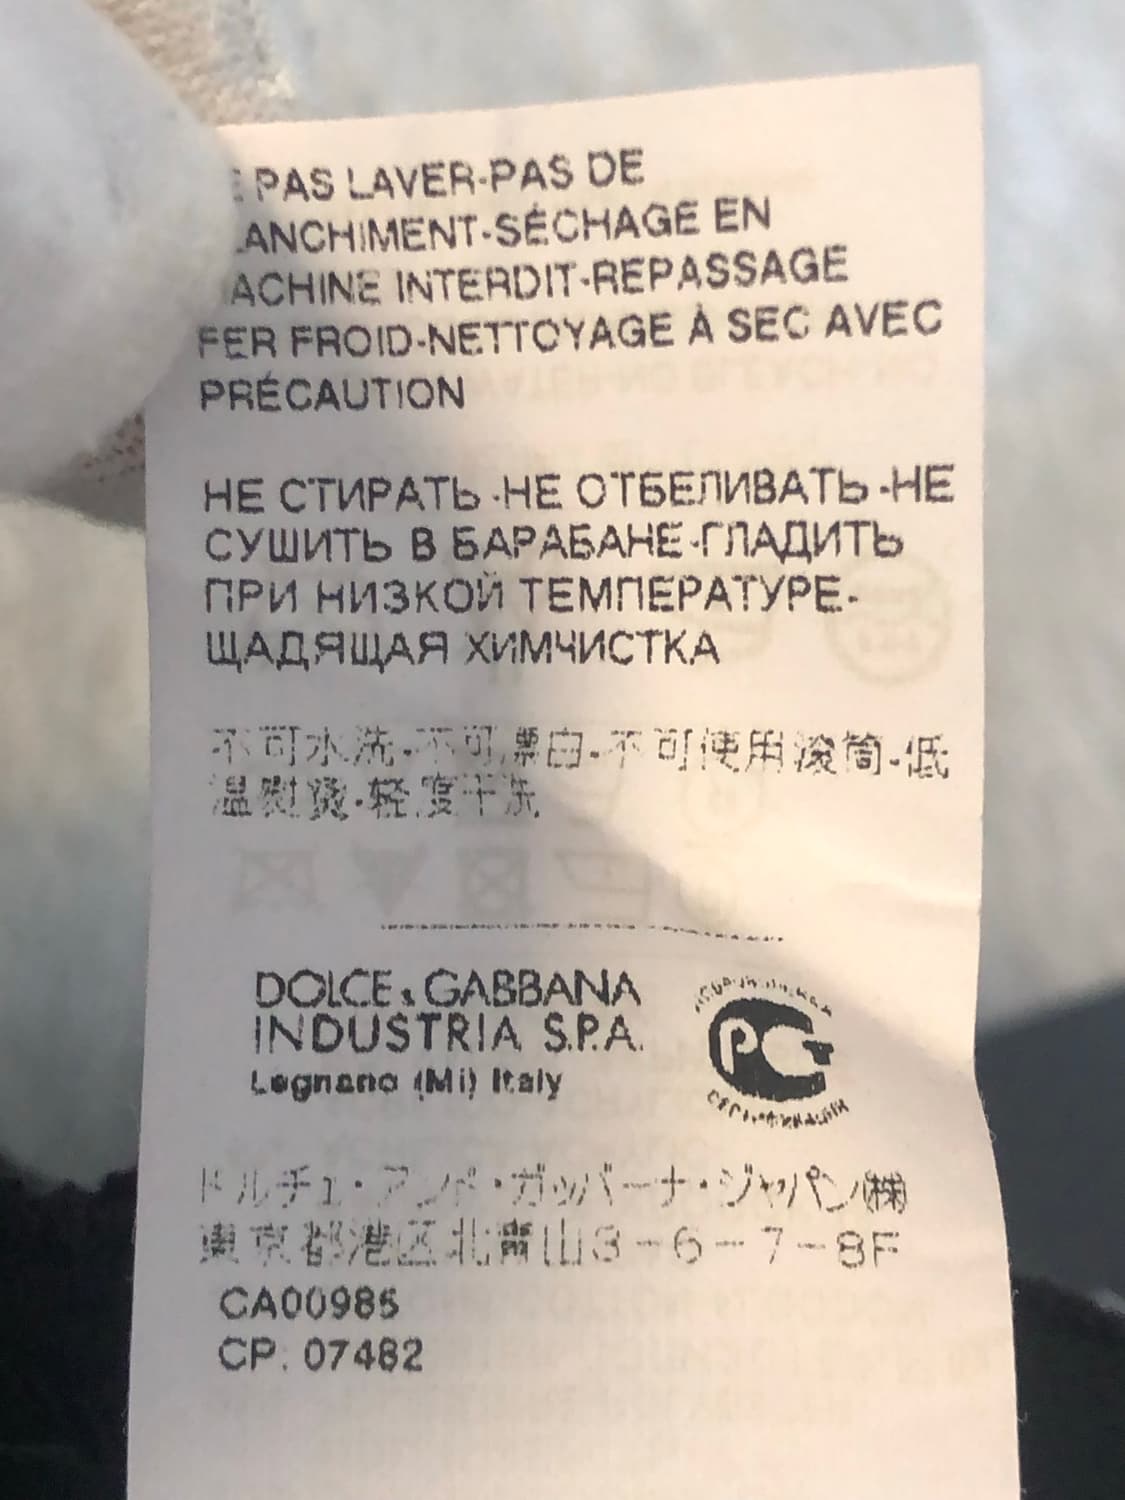 PAS LAVER-PAS DE
LANCHIMENT-SÉCHAGE EN
ACHINE INTERDIT-REPASSAGE
FER FROID-NETTOYAGE À SEC AVEC
PRÉCAUTION
НЕ СТИРАТЬ-НЕ ОТБЕЛИВАТЬ-НЕ
СУШИТЬ В БАРАБАНЕ-ГЛАДИТЬ
ПРИ НИЗКОЙ ТЕМПЕРАТУРЕ-
ЩАДЯЩАЯ ХИМЧИСТКА
不可水洗-不可漂白-不可使用滚筒-低
温熨烫-轻度干洗
DOLCE & GABBANA
INDUSTRIA S.P.A.
Legnano (Mi) Italy
ドルチェ・アンド・ガッバーナ・ジャパン㈱
東京都港区北青山3-6-7-8F
CA00985
CP: 07482